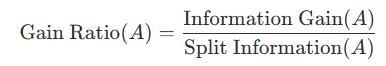 Gain Ratio(A) = Information Gain(A) / Split Information(A)